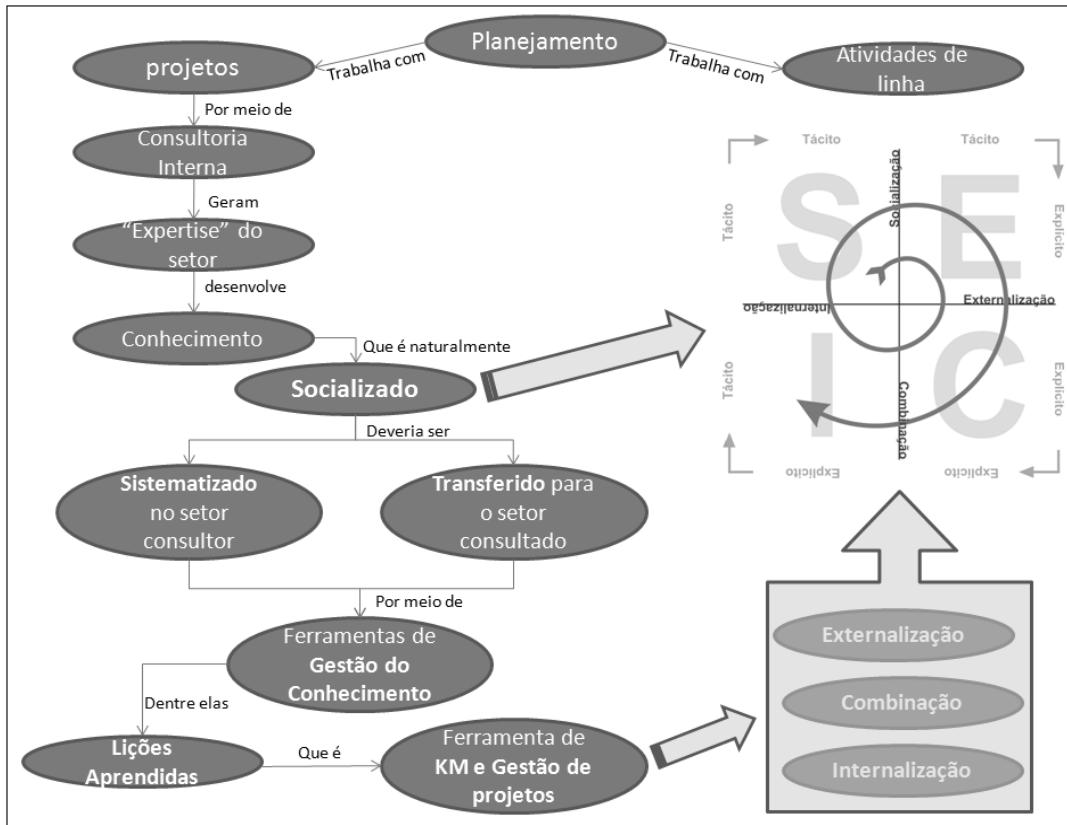 Planejamento
Trabalha com
Trabalha com
projetos
Atividades de
linha
Por meio de
Consultoria
Interna
Geram
“Expertise” do
setor
desenvolve
Conhecimento
Que é naturalmente
Socializado
Deveria ser
Sistematizado
no setor
consultor
Transferido para
o setor
consultado
Por meio de
Ferramentas de
Gestão do
Conhecimento
Dentre elas
Lições
Aprendidas
Que é
Ferramenta de
KM e Gestão de
projetos
Tácito
Tácito
Tácito
Explícito
S
E
Socialização
Internalização
Externalização
I
C
Combinação
Tácito
Explícito
Explícito
Explícito
Externalização
Combinação
Internalização